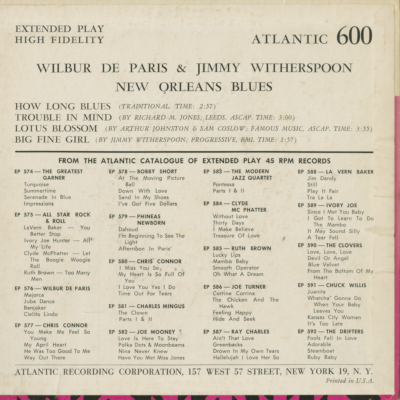 EXTENDED PLAY
HIGH FIDELITY
ATLANTIC 600
WILBUR DE PARIS & JIMMY WITHERSPOON
NEW ORLEANS BLUES
HOW LONG BLUES (TRADITIONAL TIME: 2:57)
TROUBLE IN MIND (BY RICHARD M. JONES; LEEDS, ASCAP. TIME: 3:00)
LOTUS BLOSSOM (BY ARTHUR JOHNSTON & SAM COSLOW; FAMOUS MUSIC, ASCAP. TIME: 3:55)
BIG FINE GIRL (BY JIMMY WITHERSPOON; PROGRESSIVE, BMI. TIME: 2:57)
FROM THE ATLANTIC CATALOGUE OF EXTENDED PLAY 45 RPM RECORDS
EP 574 — THE GREATEST
GARNER
Turquoise
Summertime
Serenade in Blue
Impressions
EP 575 — ALL STAR ROCK
& ROLL
LaVern Baker — You
Better Stop
Ivory Joe Hunter — All
My Life
Clyde McPhatter — Let
The Boogie Woogie
Roll
Ruth Brown — Too Many
Men
EP 576 — WILBUR DE PARIS
Majorca
Juba Dance
Banjoker
Cielito Lindo
EP 577 — CHRIS CONNOR
You Make Me Feel So
Young
My April Heart
He Was Too Good To Me
Way Out There
EP 578 — BOBBY SHORT
At The Moving Picture
Ball
Down With Love
Sand in My Shoes
I've Got Five Dollars
EP 579 — PHINEAS
NEWBORN
Dahoud
I'm Beginning To See the
Light
Afternoon In Paris
EP 580 — CHRIS CONNOR
I Miss You So
My Heart Is So Full Of
You
I Love You Yes I Do
Time Out For Tears
EP 581 — CHARLES MINGUS
The Clown
Parts I & II
EP 582 — JOE MOONEY
Love Is Here To Stay
Polka Dots & Moonbeams
Nina Never Knew
Have You Met Miss Jones
EP 583 — THE MODERN
JAZZ QUARTET
Fontessa
Parts I & II
EP 584 — CLYDE
MC PHATTER
Without Love
Thirty Days
I Make Believe
Treasure Of Love
EP 585 — RUTH BROWN
Lucky Lips
Mambo Baby
Smooth Operator
Oh What A Dream
EP 586 — JOE TURNER
Corrine Corrina
The Chicken And The
Hawk
Feeling Happy
Hide And Seek
EP 587 — RAY CHARLES
Ain't That Love
Greenbacks
Drown In My Own Tears
Hallelujah I Love Her So
EP 588 — LA VERN BAKER
Jim Dandy
Still
Play It Fair
Tra La La
EP 589 — IVORY JOE
Since I Met You Baby
I Got To Learn To Do
The Mambo
It May Sound Silly
A Tear Fell
EP 590 — THE CLOVERS
Love, Love, Love
Devil Or Angel
Blue Velvet
From The Bottom Of My
Heart
EP 591 — CHUCK WILLIS
Juanita
Whatcha' Gonna Do
When Your Baby
Leaves You
Kansas City Women
It's Too Late
EP 592 — THE DRIFTERS
Fools Fall In Love
Adorable
Steamboat
Ruby Baby
ATLANTIC RECORDING CORPORATION, 157 WEST 57 STREET, NEW YORK 19, N. Y.
Printed in U.S.A.